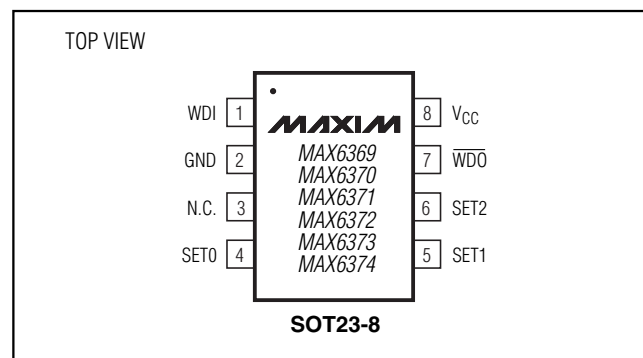 TOP VIEW
WDI 1
GND 2
N.C. 3
SET0 4
MAXIM
MAX6369
MAX6370
MAX6371
MAX6372
MAX6373
MAX6374
8 VCC
7 WDO
6 SET2
5 SET1
SOT23-8